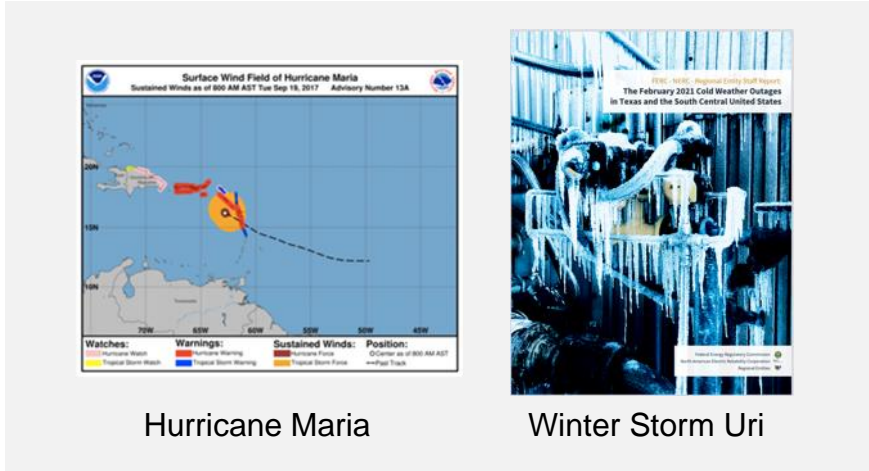 Surface Wind Field of Hurricane Maria
Sustained Winds as of 800 AM AST Tue Sep 19, 2017 Advisory Number 13A
20N
15N
10N
70W 65W 60W 55W 50W 45W
Watches: Warnings: Sustained Winds: Position:
Hurricane Watch Hurricane Warning Hurricane Force Center as of 800 AM AST
Tropical Storm Watch Tropical Storm Warning Tropical Storm Force Past Track
FERC - NERC - Regional Entity Staff Report:
The February 2021 Cold Weather Outages
in Texas and the South Central United States
Federal Energy Regulatory Commission
North American Electric Reliability Corporation
Regional Entities
Hurricane Maria
Winter Storm Uri